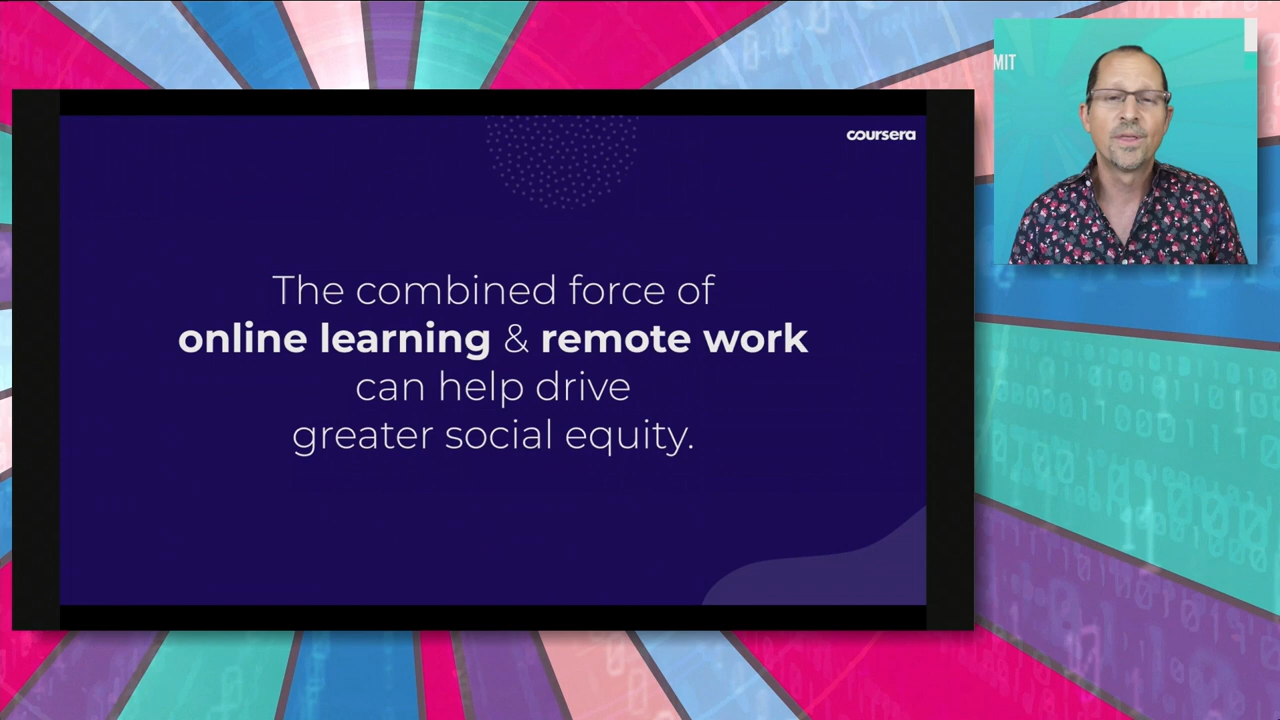 coursera
MIT
The combined force of
online learning & remote work
can help drive
greater social equity.